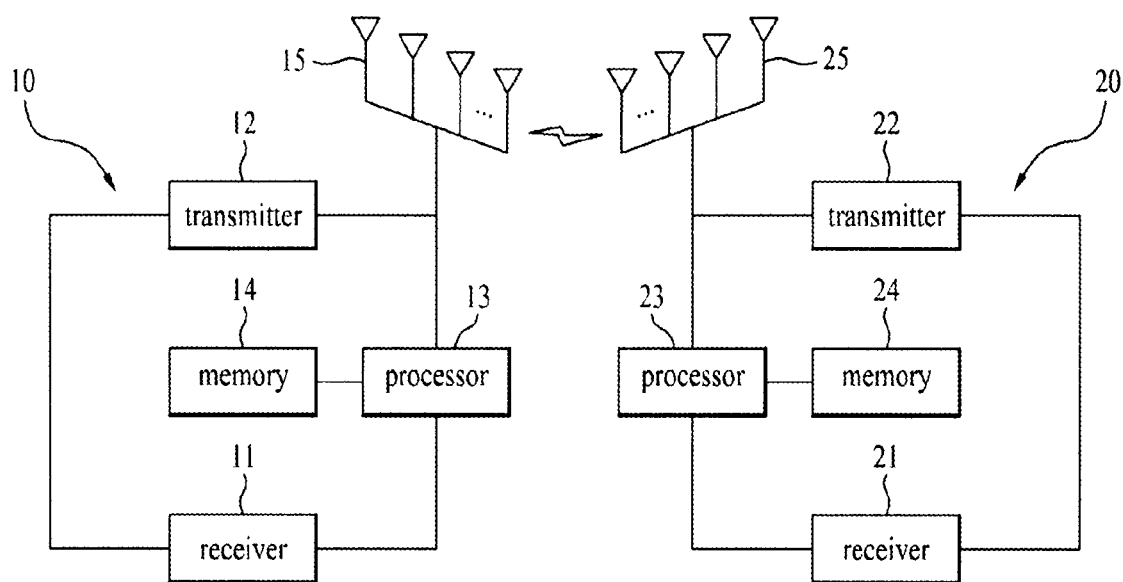 15
25
10
20
12
22
transmitter
transmitter
14
13
23
24
memory
processor
processor
memory
11
21
receiver
receiver